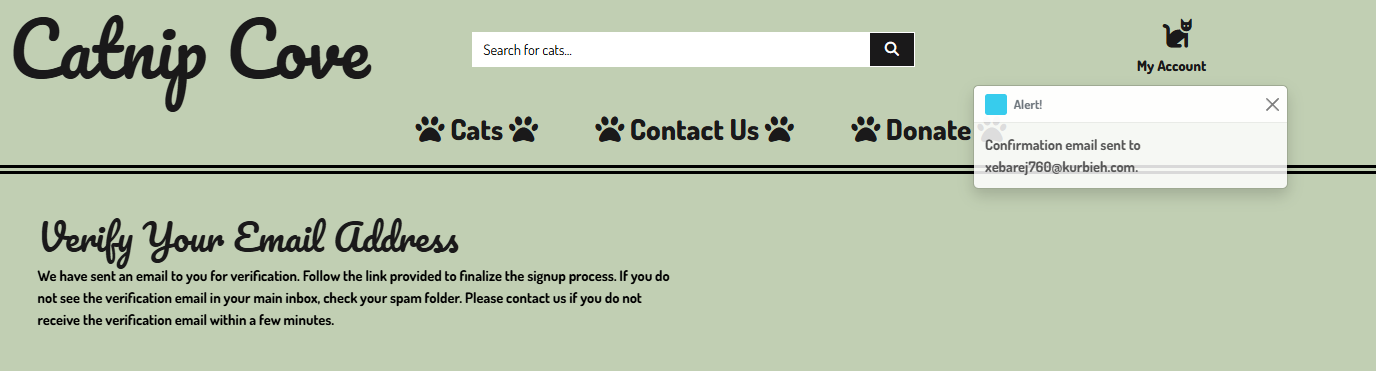 Catnip Cove
Search for cats...
My Account
Alert!
Cats
Contact Us
Donate
Confirmation email sent to
xebarej760@kurbieh.com.
Verify Your Email Address
We have sent an email to you for verification. Follow the link provided to finalize the signup process. If you do
not see the verification email in your main inbox, check your spam folder. Please contact us if you do not
receive the verification email within a few minutes.